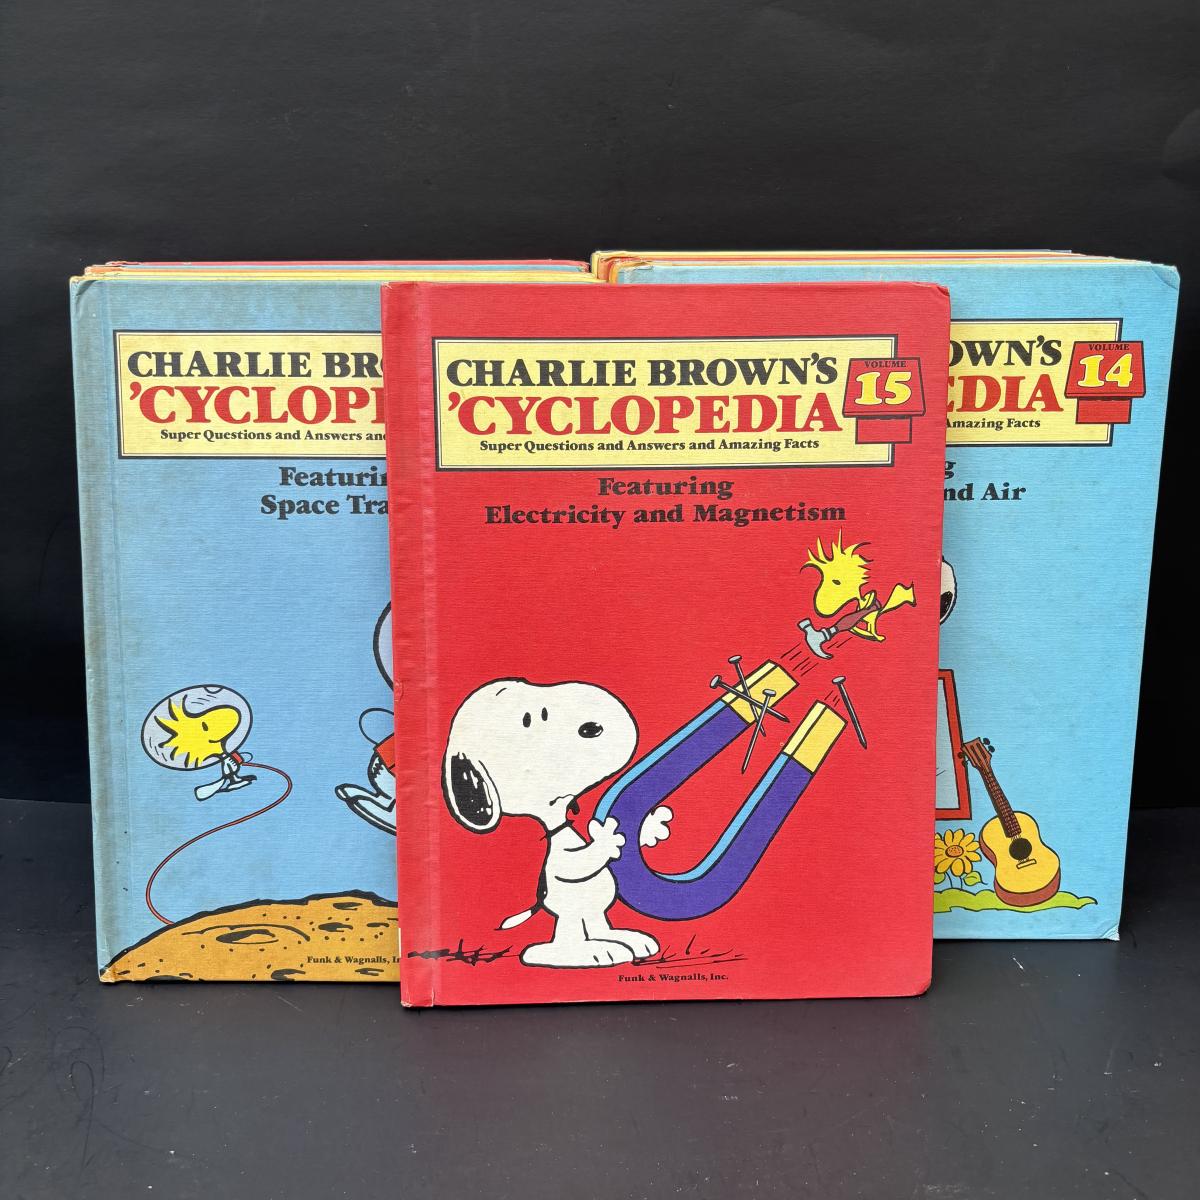 CHARLIE BRO
'CYCLOP
Super Questions and Answers and
Featurin
Space Tra
Funk & Wagnalls, In
CHARLIE BROWN'S
'CYCLOPEDIA
Super Questions and Answers and Amazing Facts
VOLUME
15
Featuring
Electricity and Magnetism
Funk & Wagnalls, Inc.
OWN'S
EDIA
Amazing Facts
VOLUME
14
g
nd Air